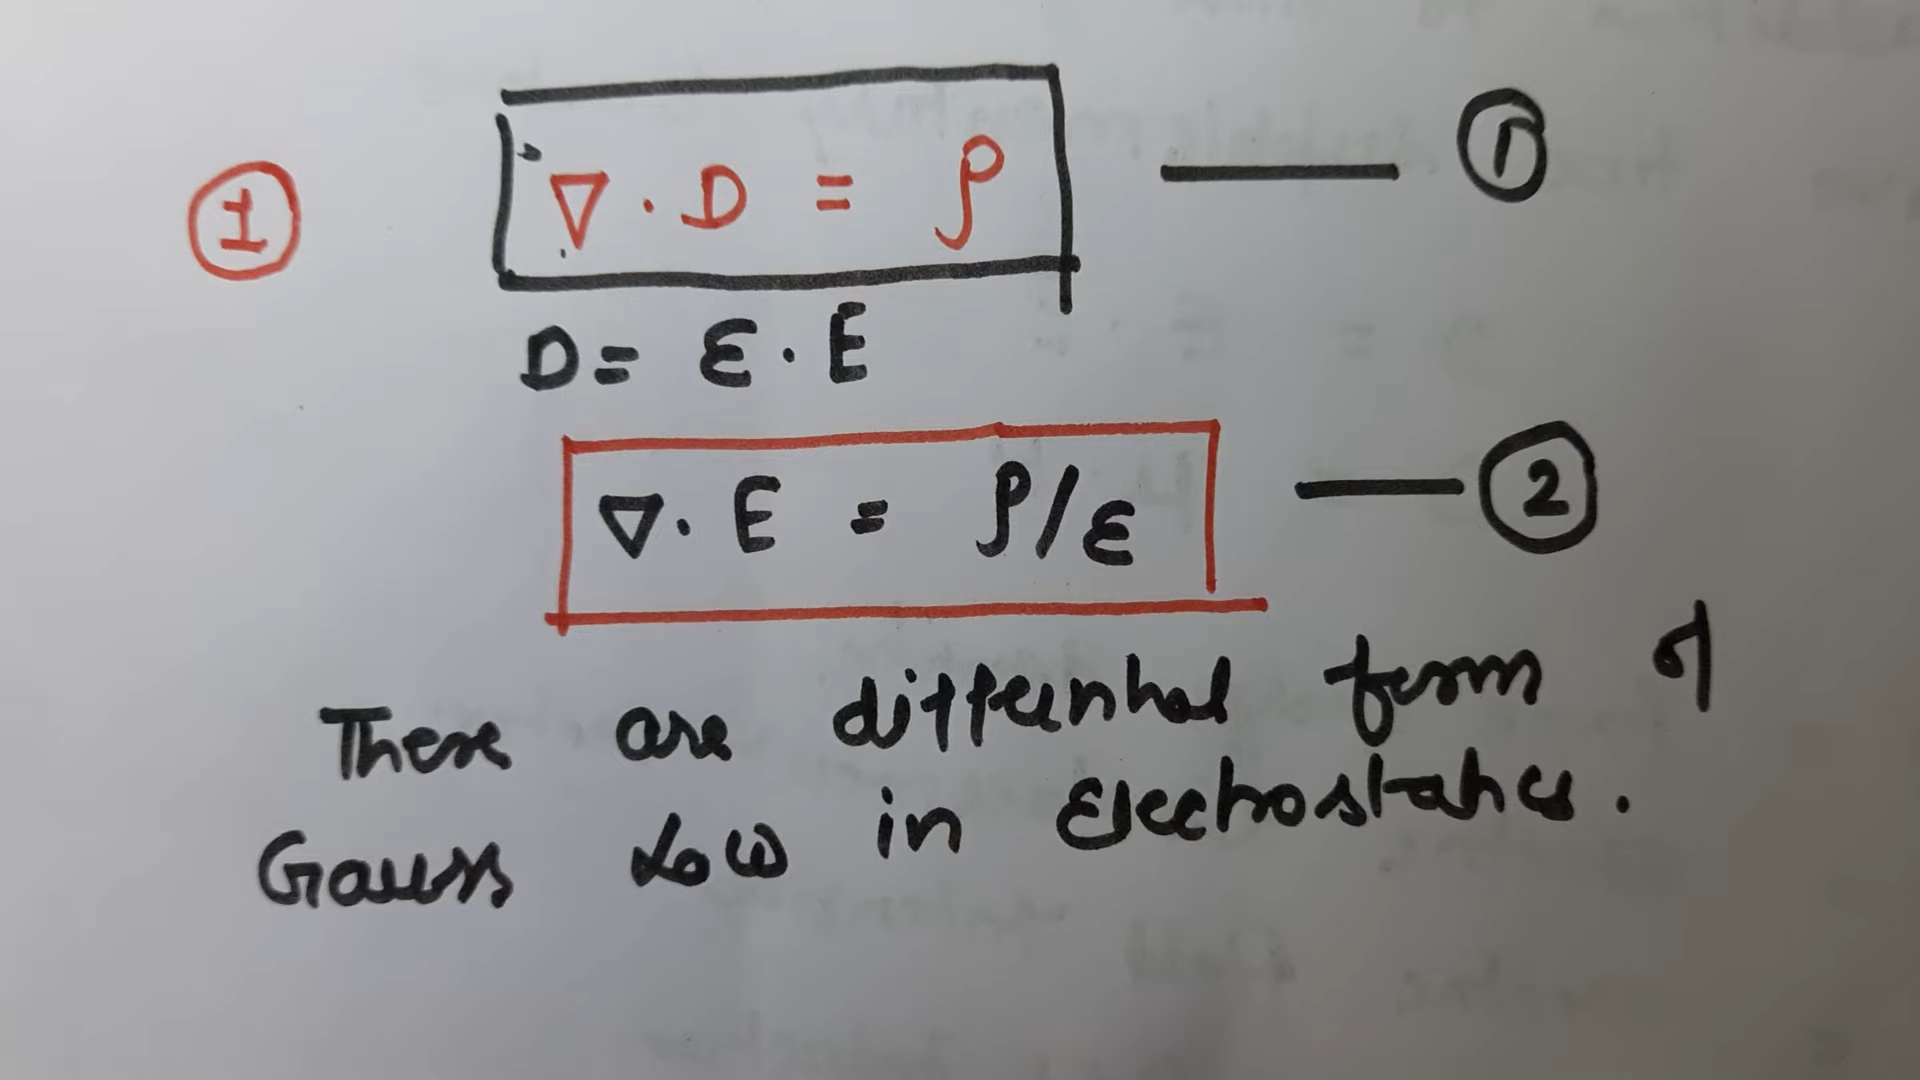 ① ∇ · D = ρ — ①
D = ε · E
∇ · E = ρ/ε — ②
These are differential form of
Gauss Law in Electrostatics.